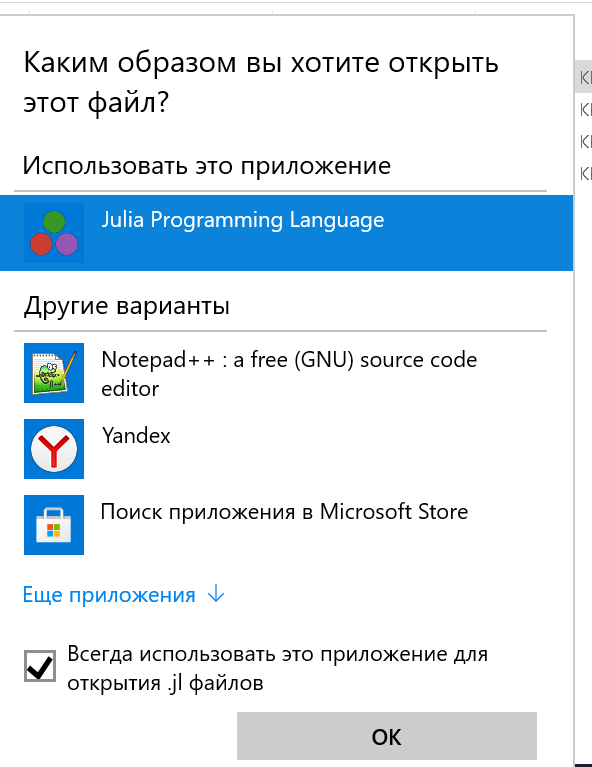 Каким образом вы хотите открыть
этот файл?
Использовать это приложение
Julia Programming Language
Другие варианты
Notepad++ : a free (GNU) source code
editor
Yandex
Поиск приложения в Microsoft Store
Еще приложения
Всегда использовать это приложение для
открытия .jl файлов
ОК